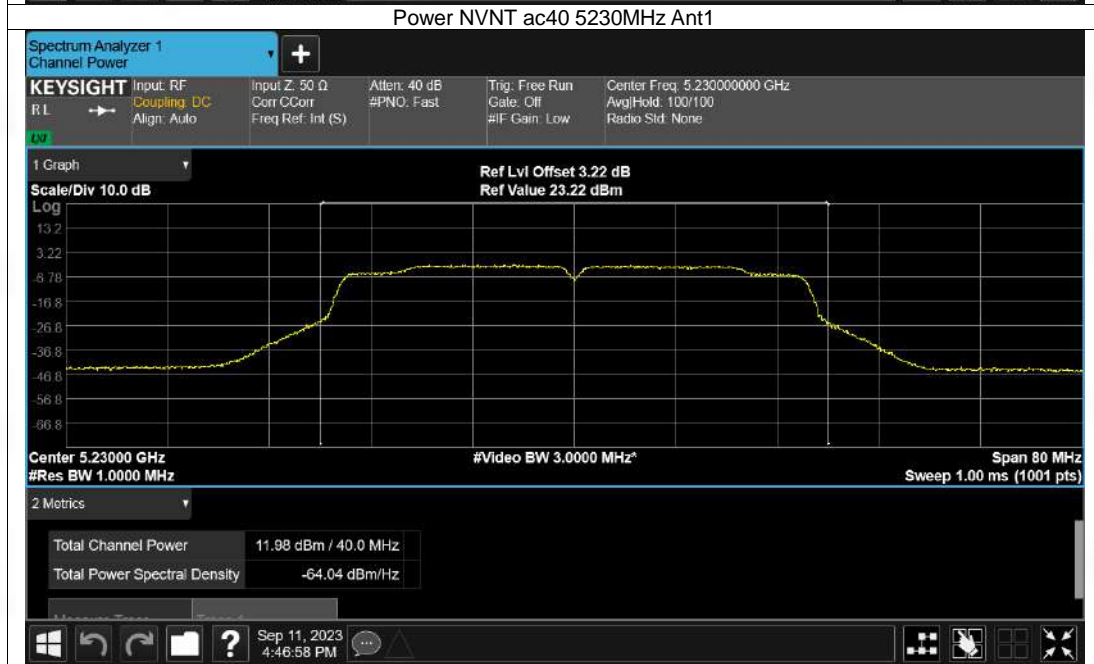 Power NVNT ac40 5230MHz Ant1
Spectrum Analyzer 1
Channel Power
KEYSIGHT
R L
Input: RF
Coupling: DC
Align: Auto
Input Z: 50 Ω
Corr CCorr
Freq Ref: Int (S)
Atten: 40 dB
#PNO: Fast
Trig: Free Run
Gate: Off
#IF Gain: Low
Center Freq: 5.230000000 GHz
Avg|Hold: 100/100
Radio Std: None
LXI
1 Graph
Scale/Div 10.0 dB
Ref Lvl Offset 3.22 dB
Ref Value 23.22 dBm
Log
13.2
3.22
-6.78
-16.8
-26.8
-36.8
-46.8
-56.8
-66.8
Center 5.23000 GHz
#Video BW 3.0000 MHz*
Span 80 MHz
#Res BW 1.0000 MHz
Sweep 1.00 ms (1001 pts)
2 Metrics
Total Channel Power 11.98 dBm / 40.0 MHz
Total Power Spectral Density -64.04 dBm/Hz
?
Sep 11, 2023
4:46:58 PM